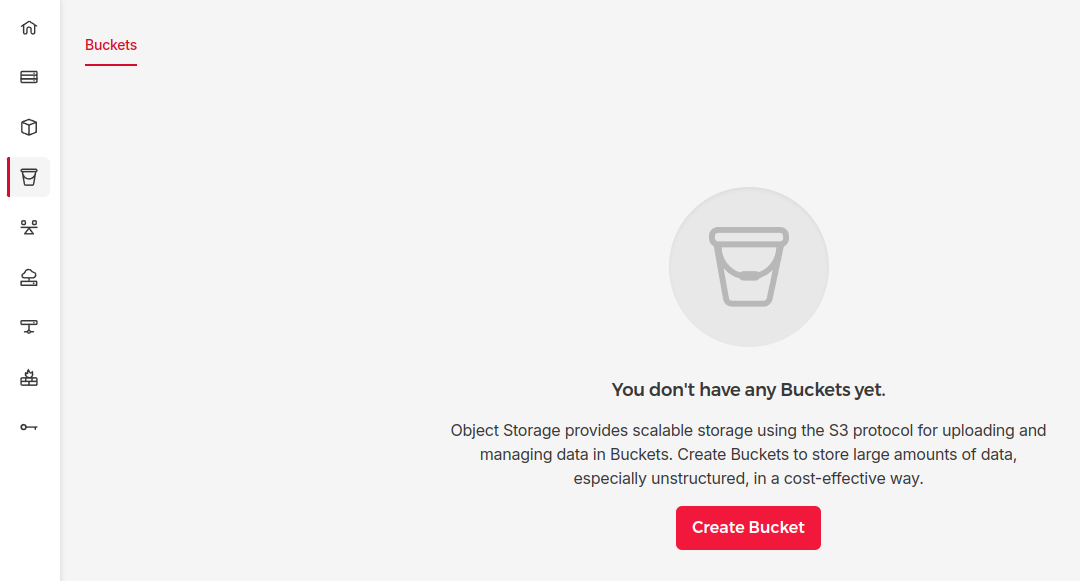 Buckets
You don't have any Buckets yet.
Object Storage provides scalable storage using the S3 protocol for uploading and
managing data in Buckets. Create Buckets to store large amounts of data,
especially unstructured, in a cost-effective way.
Create Bucket